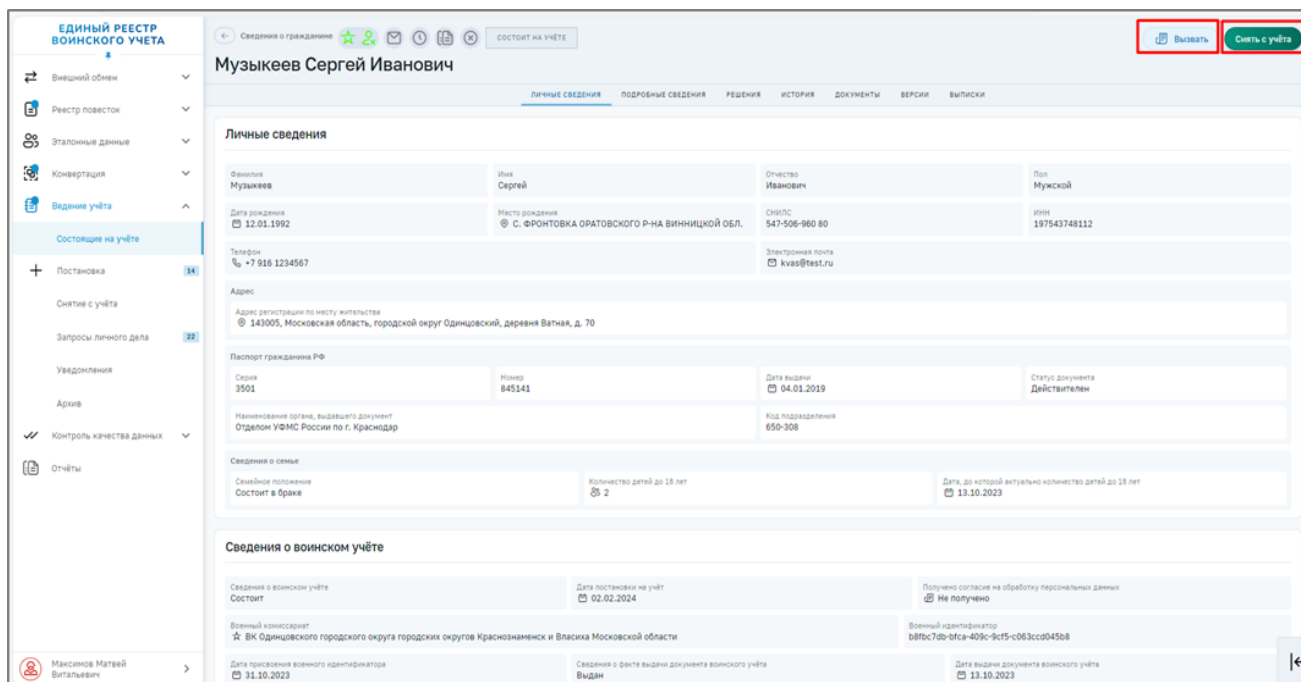 ЕДИНЫЙ РЕЕСТР
ВОИНСКОГО УЧЕТА
Внешний обмен
Реестр повесток
Эталонные данные
Конвертация
Ведение учёта
Состоящие на учёте
Постановка 14
Снятие с учёта
Запросы личного дела 22
Уведомления
Архив
Контроль качества данных
Отчёты
Максимов Матвей
Витальевич
Сведения о гражданине СОСТОИТ НА УЧЁТЕ Вызвать Снять с учёта
Музыкеев Сергей Иванович
ЛИЧНЫЕ СВЕДЕНИЯ ПОДРОБНЫЕ СВЕДЕНИЯ РЕШЕНИЯ ИСТОРИЯ ДОКУМЕНТЫ ВЕРСИИ ВЫПИСКИ
Личные сведения
Фамилия Имя Отчество Пол
Музыкеев Сергей Иванович Мужской
Дата рождения Место рождения СНИЛС ИНН
12.01.1992 С. ФРОНТОВКА ОРАТОВСКОГО Р-НА ВИННИЦКОЙ ОБЛ. 547-506-960 80 197543748112
Телефон Электронная почта
+7 916 1234567 kvas@test.ru
Адрес
Адрес регистрации по месту жительства
143005, Московская область, городской округ Одинцовский, деревня Ватная, д. 70
Паспорт гражданина РФ
Серия Номер Дата выдачи Статус документа
3501 845141 04.01.2019 Действителен
Наименование органа, выдавшего документ Код подразделения
Отделом УФМС России по г. Краснодар 650-308
Сведения о семье
Семейное положение Количество детей до 18 лет Дата, до которой актуально количество детей до 18 лет
Состоит в браке 2 13.10.2023
Сведения о воинском учёте
Сведения о воинском учёте Дата постановки на учёт Получено согласие на обработку персональных данных
Состоит 02.02.2024 Не получено
Военный комиссариат Военный идентификатор
ВК Одинцовского городского округа городских округов Краснознаменск и Власиха Московской области b8fbc7db-bfca-409c-9cf5-c063ccd045b8
Дата присвоения военного идентификатора Сведения о факте выдачи документа воинского учёта Дата выдачи документа воинского учёта
31.10.2023 Выдан 13.10.2023